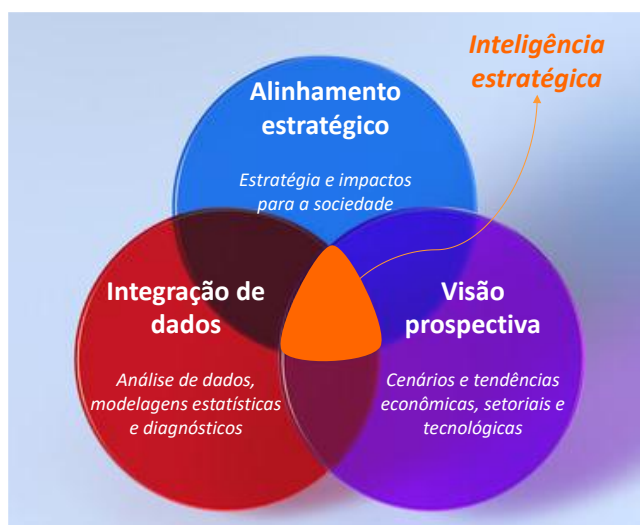 Inteligência
estratégica
Alinhamento
estratégico
Estratégia e impactos
para a sociedade
Integração de
dados
Análise de dados,
modelagens estatísticas
e diagnósticos
Visão
prospectiva
Cenários e tendências
econômicas, setoriais e
tecnológicas